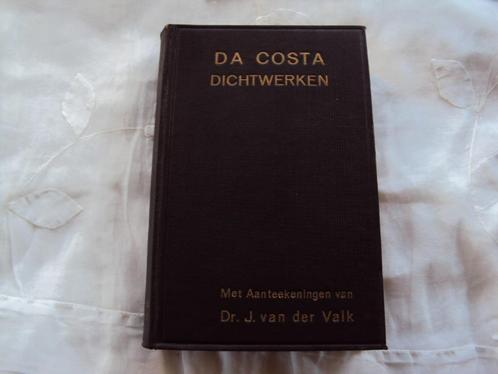 DA COSTA
DICHTWERKEN
Met Aanteekeningen van
Dr. J. van der Valk